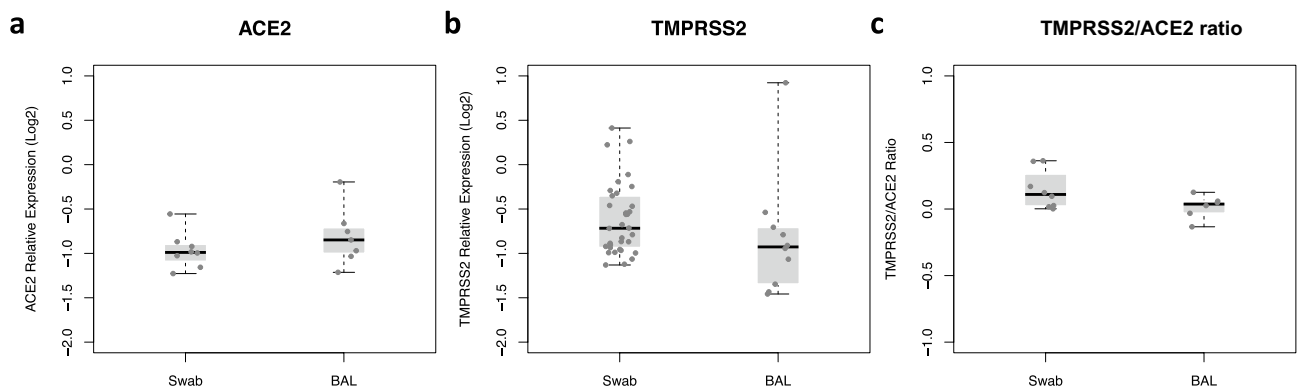 a ACE2
ACE2 Relative Expression (Log2)
1.0
0.5
0.0
−0.5
−1.0
−1.5
−2.0
Swab BAL
b TMPRSS2
TMPRSS2 Relative Expression (Log2)
1.0
0.5
0.0
−0.5
−1.0
−1.5
−2.0
Swab BAL
c TMPRSS2/ACE2 ratio
TMPRSS2/ACE2 Ratio
1.0
0.5
0.0
−0.5
−1.0
Swab BAL